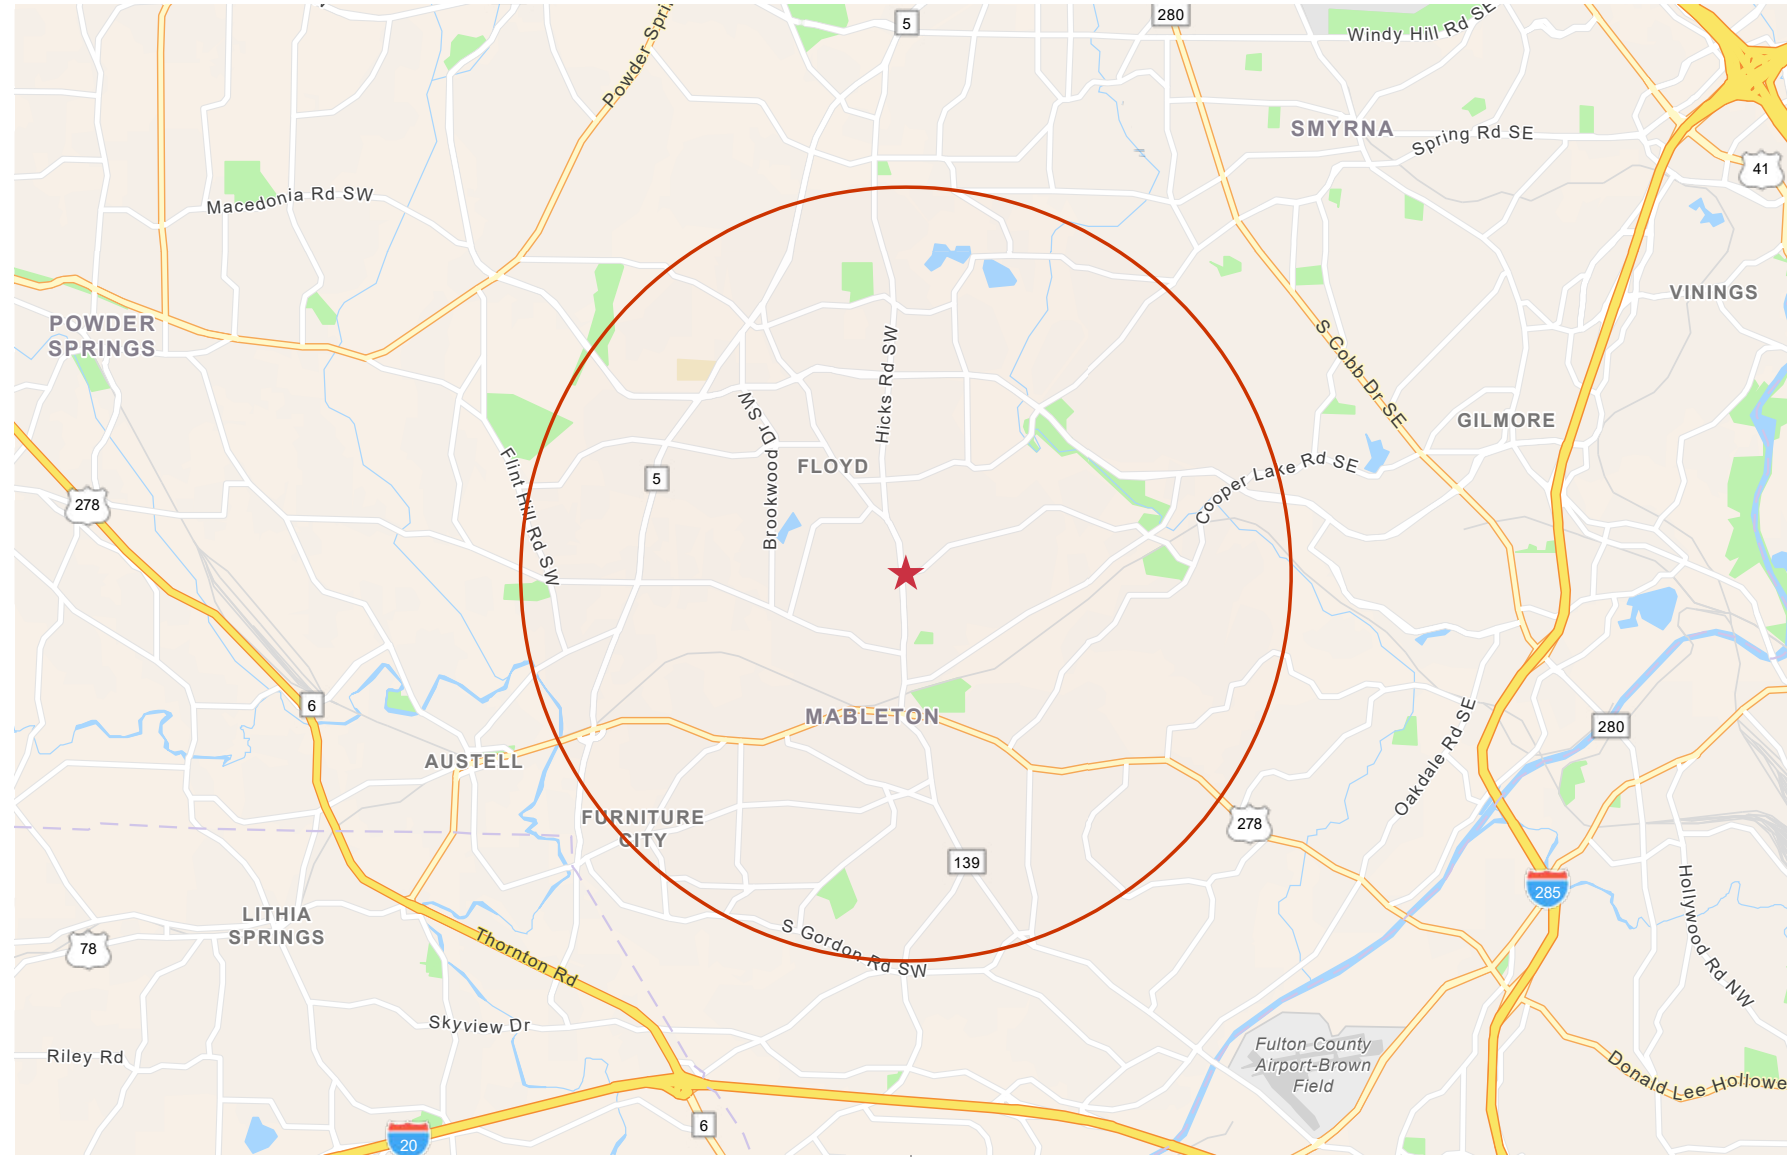 5
280
Windy Hill Rd SE
Powder Spri
SMYRNA
Spring Rd SE
41
Macedonia Rd SW
VININGS
POWDER
SPRINGS
S Cobb Dr SE
Hicks Rd SW
Brookwood Dr SW
GILMORE
FLOYD
Cooper Lake Rd SE
5
Flint Hill Rd SW
278
6
MABLETON
280
Oakdale Rd SE
AUSTELL
FURNITURE
CITY
278
139
285
Hollywood Rd NW
LITHIA
SPRINGS
78
Thornton Rd
S Gordon Rd SW
Skyview Dr
Riley Rd
Fulton County
Airport-Brown
Field
Donald Lee Hollowe
6
20